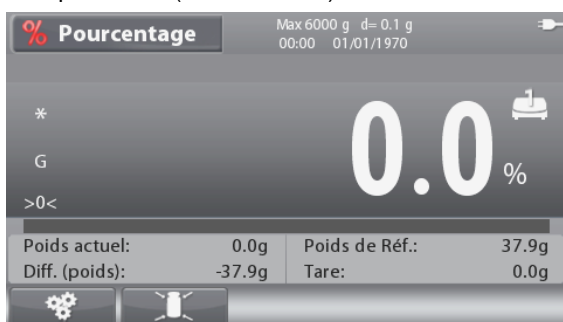 % Pourcentage
Max 6000 g d= 0.1 g
00:00 01/01/1970
*
G
>0<
0.0 %
1
Poids actuel: 0.0g Poids de Réf.: 37.9g
Diff. (poids): -37.9g Tare: 0.0g